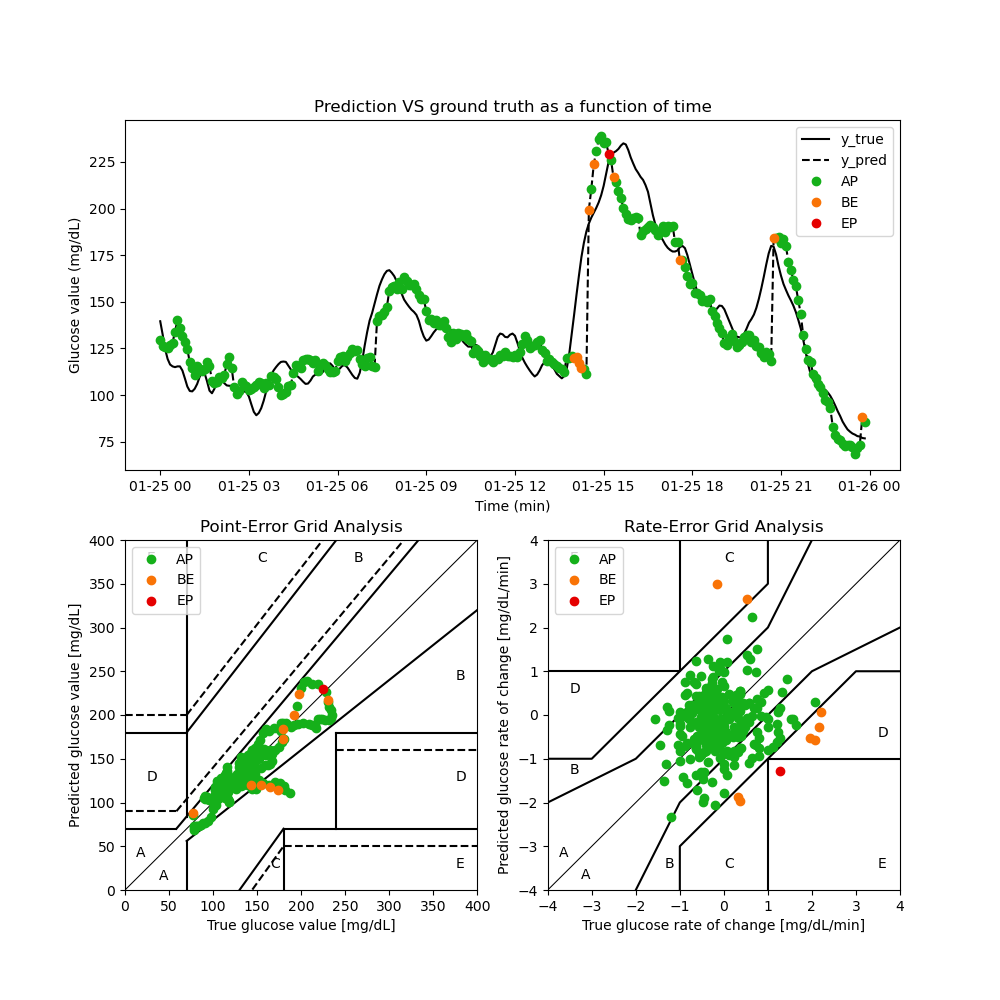 Prediction VS ground truth as a function of time
Glucose value (mg/dL)
225
200
175
150
125
100
75
y_true
y_pred
AP
BE
EP
01-25 00 01-25 03 01-25 06 01-25 09 01-25 12 01-25 15 01-25 18 01-25 21 01-26 00
Time (min)
Point-Error Grid Analysis
Predicted glucose value [mg/dL]
400
350
300
250
200
150
100
50
0
AP
BE
EP
C
B
B
D
D
A
A
C
E
0 50 100 150 200 250 300 350 400
True glucose value [mg/dL]
Rate-Error Grid Analysis
Predicted glucose rate of change [mg/dL/min]
4
3
2
1
0
−1
−2
−3
−4
AP
BE
EP
C
D
D
B
A
A
B
C
E
−4 −3 −2 −1 0 1 2 3 4
True glucose rate of change [mg/dL/min]